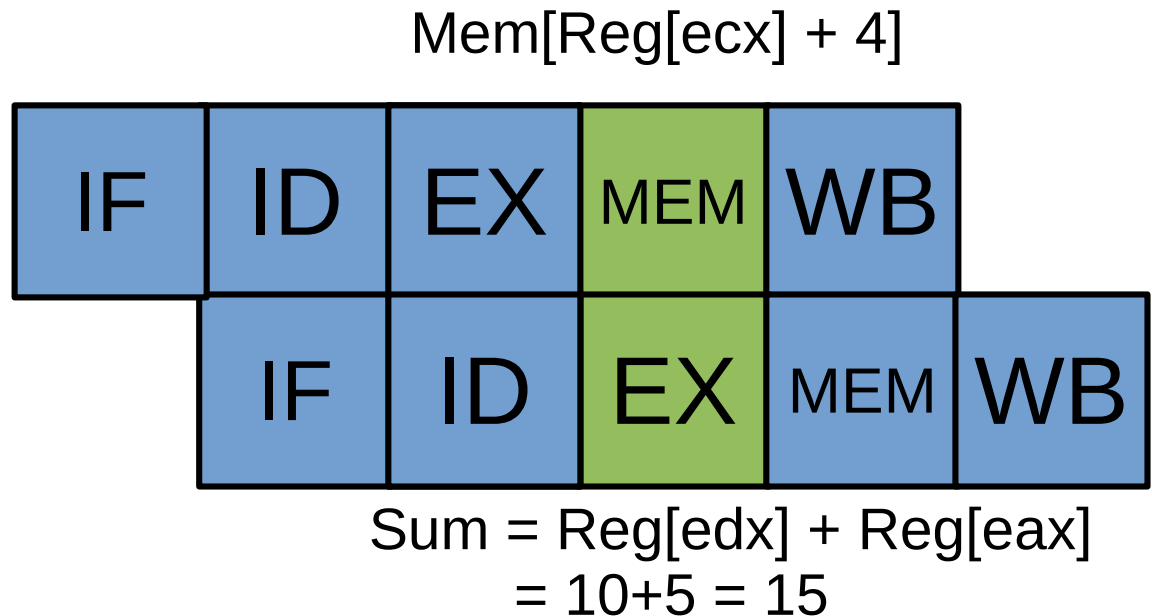 Mem[Reg[ecx] + 4]
IF ID EX MEM WB
IF ID EX MEM WB
Sum = Reg[edx] + Reg[eax]
= 10+5 = 15